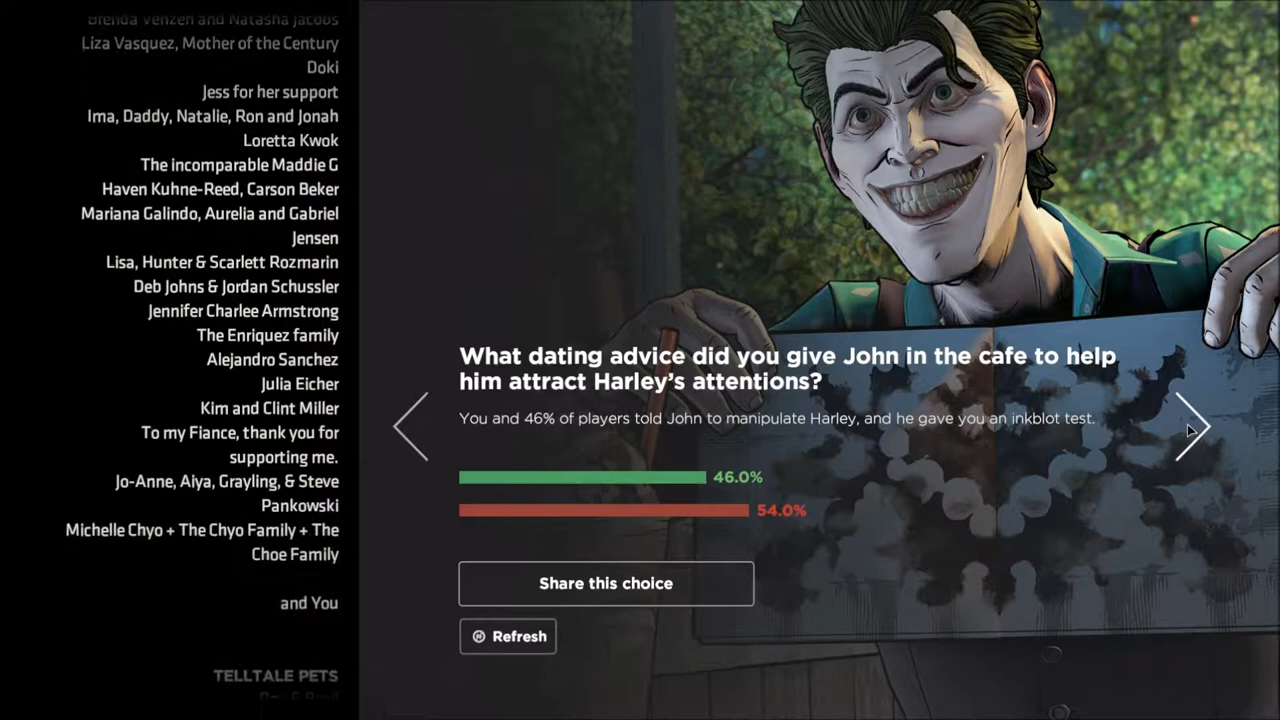 Brenda Venzen and Natasha Jacobs
Liza Vasquez, Mother of the Century
Doki
Jess for her support
Ima, Daddy, Natalie, Ron and Jonah
Loretta Kwok
The incomparable Maddie G
Haven Kuhne-Reed, Carson Beker
Mariana Galindo, Aurelia and Gabriel
Jensen
Lisa, Hunter & Scarlett Rozmarin
Deb Johns & Jordan Schussler
Jennifer Charlee Armstrong
The Enriquez family
Alejandro Sanchez
Julia Eicher
Kim and Clint Miller
To my Fiance, thank you for
supporting me.
Jo-Anne, Aiya, Grayling, & Steve
Pankowski
Michelle Chyo + The Chyo Family + The
Choe Family
and You
TELLTALE PETS
What dating advice did you give John in the cafe to help
him attract Harley's attentions?
You and 46% of players told John to manipulate Harley, and he gave you an inkblot test.
46.0%
54.0%
Share this choice
Refresh